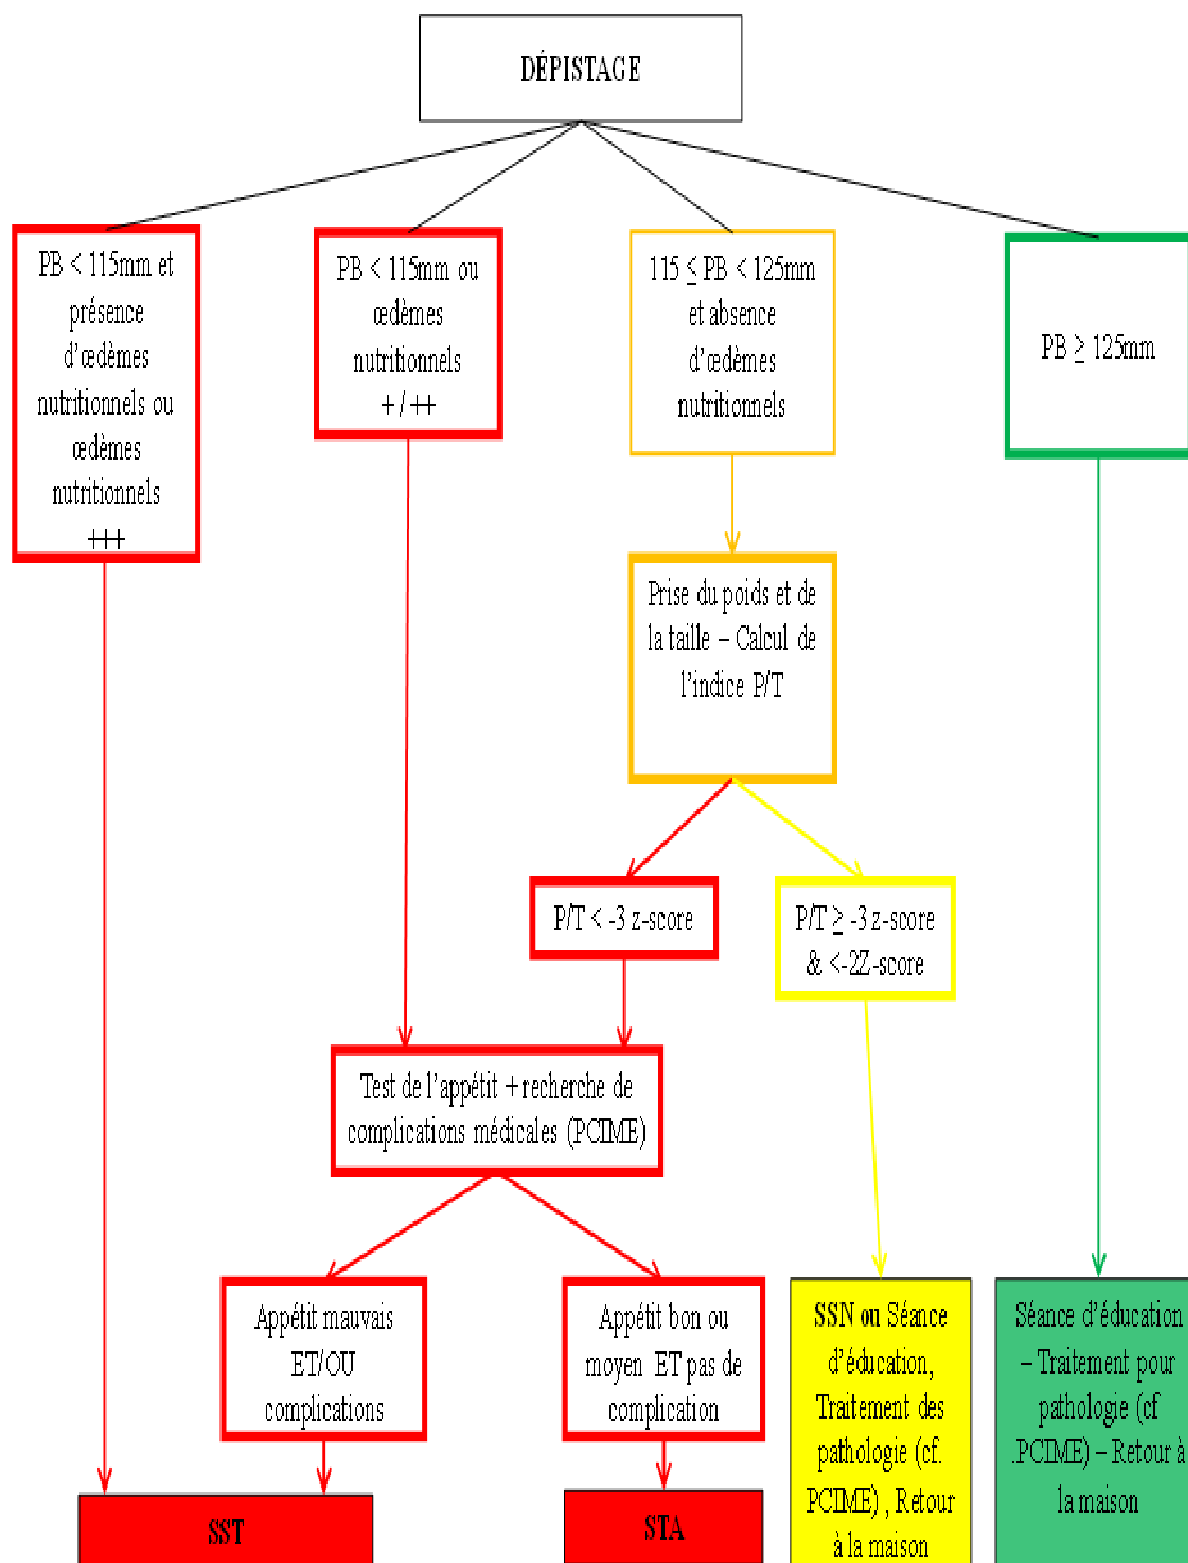 DÉPISTAGE
PB < 115mm et
présence
d'œdèmes
nutritionnels ou
œdèmes
nutritionnels
+++
PB < 115mm ou
œdèmes
nutritionnels
+ / ++
115 ≤ PB < 125mm
et absence
d'œdèmes
nutritionnels
PB ≥ 125mm
Prise du poids et de
la taille – Calcul de
l'indice P/T
P/T < -3 z-score
P/T ≥ -3 z-score
& <-2Z-score
Test de l'appétit + recherche de
complications médicales (PCIME)
Appétit mauvais
ET/OU
complications
Appétit bon ou
moyen ET pas de
complication
SSN ou Séance
d'éducation,
Traitement des
pathologie (cf.
PCIME) , Retour
à la maison
Séance d'éducation
– Traitement pour
pathologie (cf
.PCIME) – Retour à
la maison
SST
STA